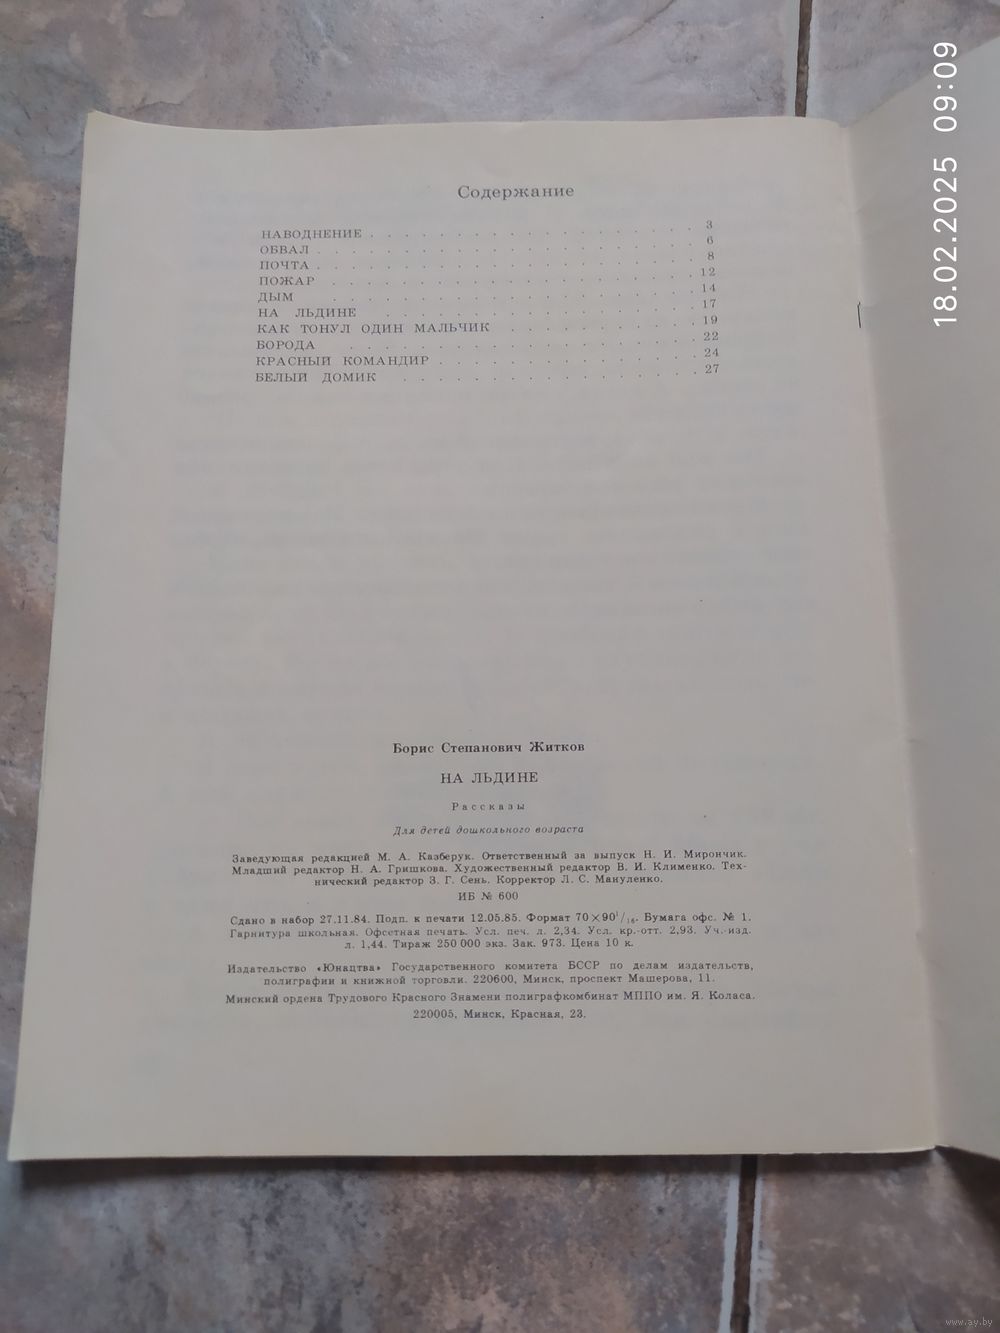 Содержание
НАВОДНЕНИЕ . . . . . . . . . . . . . . . . . . . 3
ОБВАЛ . . . . . . . . . . . . . . . . . . . . . . 6
ПОЧТА . . . . . . . . . . . . . . . . . . . . . . 8
ПОЖАР . . . . . . . . . . . . . . . . . . . . . 12
ДЫМ . . . . . . . . . . . . . . . . . . . . . 14
НА ЛЬДИНЕ . . . . . . . . . . . . . . . . . . 17
КАК ТОНУЛ ОДИН МАЛЬЧИК . . . . . . . . . . . 19
БОРОДА . . . . . . . . . . . . . . . . . . . . 22
КРАСНЫЙ КОМАНДИР . . . . . . . . . . . . . . . 24
БЕЛЫЙ ДОМИК . . . . . . . . . . . . . . . . . 27
Борис Степанович Житков
НА ЛЬДИНЕ
Рассказы
Для детей дошкольного возраста
Заведующая редакцией М. А. Казберук. Ответственный за выпуск Н. И. Мирончик.
Младший редактор Н. А. Гришкова. Художественный редактор В. И. Клименко. Тех-
нический редактор З. Г. Сень. Корректор Л. С. Мануленко.
ИБ № 600
Сдано в набор 27.11.84. Подп. к печати 12.05.85. Формат 70×90¹/₁₆. Бумага офс. № 1.
Гарнитура школьная. Офсетная печать. Усл. печ. л. 2,34. Усл. кр.-отт. 2,93. Уч.-изд.
л. 1,44. Тираж 250 000 экз. Зак. 973. Цена 10 к.
Издательство «Юнацтва» Государственного комитета БССР по делам издательств,
полиграфии и книжной торговли. 220600, Минск, проспект Машерова, 11.
Минский ордена Трудового Красного Знамени полиграфкомбинат МППО им. Я. Коласа.
220005, Минск, Красная, 23.
18.02.2025 09:09
www.ay.by